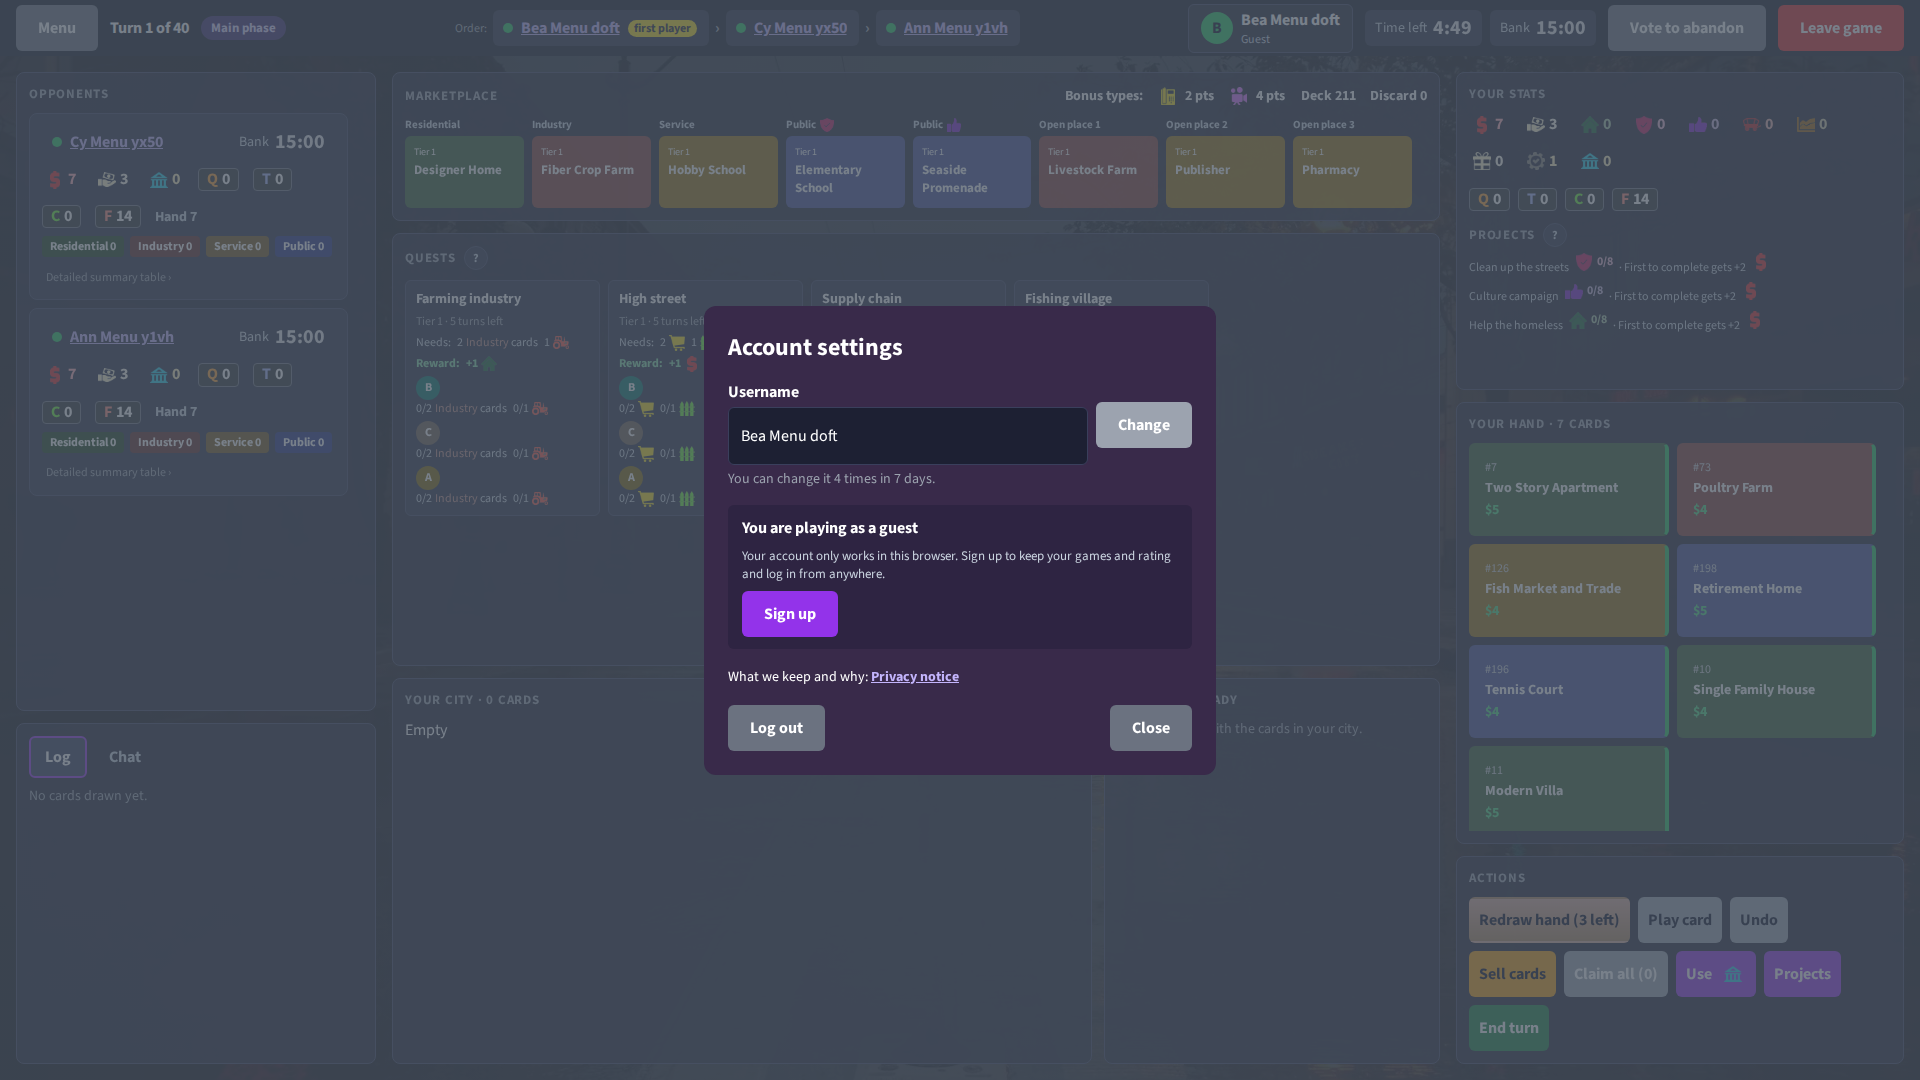 Menu
Turn 1 of 40
Main phase
Order:
Bea Menu doft
first player
›
Cy Menu yx50
›
Ann Menu y1vh
B
Bea Menu doft
Guest
Time left 4:49
Bank 15:00
Vote to abandon
Leave game
OPPONENTS
Cy Menu yx50
Bank 15:00
7
3
0
Q 0
T 0
C 0
F 14
Hand 7
Residential 0
Industry 0
Service 0
Public 0
Detailed summary table ›
Ann Menu y1vh
Bank 15:00
7
3
0
Q 0
T 0
C 0
F 14
Hand 7
Residential 0
Industry 0
Service 0
Public 0
Detailed summary table ›
Log
Chat
No cards drawn yet.
MARKETPLACE
Bonus types:
2 pts
4 pts
Deck 211
Discard 0
Residential
Tier 1
Designer Home
Industry
Tier 1
Fiber Crop Farm
Service
Tier 1
Hobby School
Public
Tier 1
Elementary
School
Public
Tier 1
Seaside
Promenade
Open place 1
Tier 1
Livestock Farm
Open place 2
Tier 1
Publisher
Open place 3
Tier 1
Pharmacy
QUESTS
?
Farming industry
Tier 1 · 5 turns left
Needs: 2 Industry cards 1
Reward: +1
B
0/2 Industry cards 0/1
C
0/2 Industry cards 0/1
A
0/2 Industry cards 0/1
High street
Tier 1 · 5 turns left
Needs: 2 1
Reward: +1
B
0/2 0/1
C
0/2 0/1
A
0/2 0/1
Supply chain
Fishing village
Account settings
Username
Bea Menu doft
Change
You can change it 4 times in 7 days.
You are playing as a guest
Your account only works in this browser. Sign up to keep your games and rating
and log in from anywhere.
Sign up
What we keep and why: Privacy notice
Log out
Close
YOUR CITY · 0 CARDS
Empty
with the cards in your city.
YOUR STATS
7
3
0
0
0
0
0
0
1
0
Q 0
T 0
C 0
F 14
PROJECTS
?
Clean up the streets 0/8 · First to complete gets +2
Culture campaign 0/8 · First to complete gets +2
Help the homeless 0/8 · First to complete gets +2
YOUR HAND · 7 CARDS
#7
Two Story Apartment
$5
#73
Poultry Farm
$4
#126
Fish Market and Trade
$4
#198
Retirement Home
$5
#196
Tennis Court
$4
#10
Single Family House
$4
#11
Modern Villa
$5
ACTIONS
Redraw hand (3 left)
Play card
Undo
Sell cards
Claim all (0)
Use
Projects
End turn